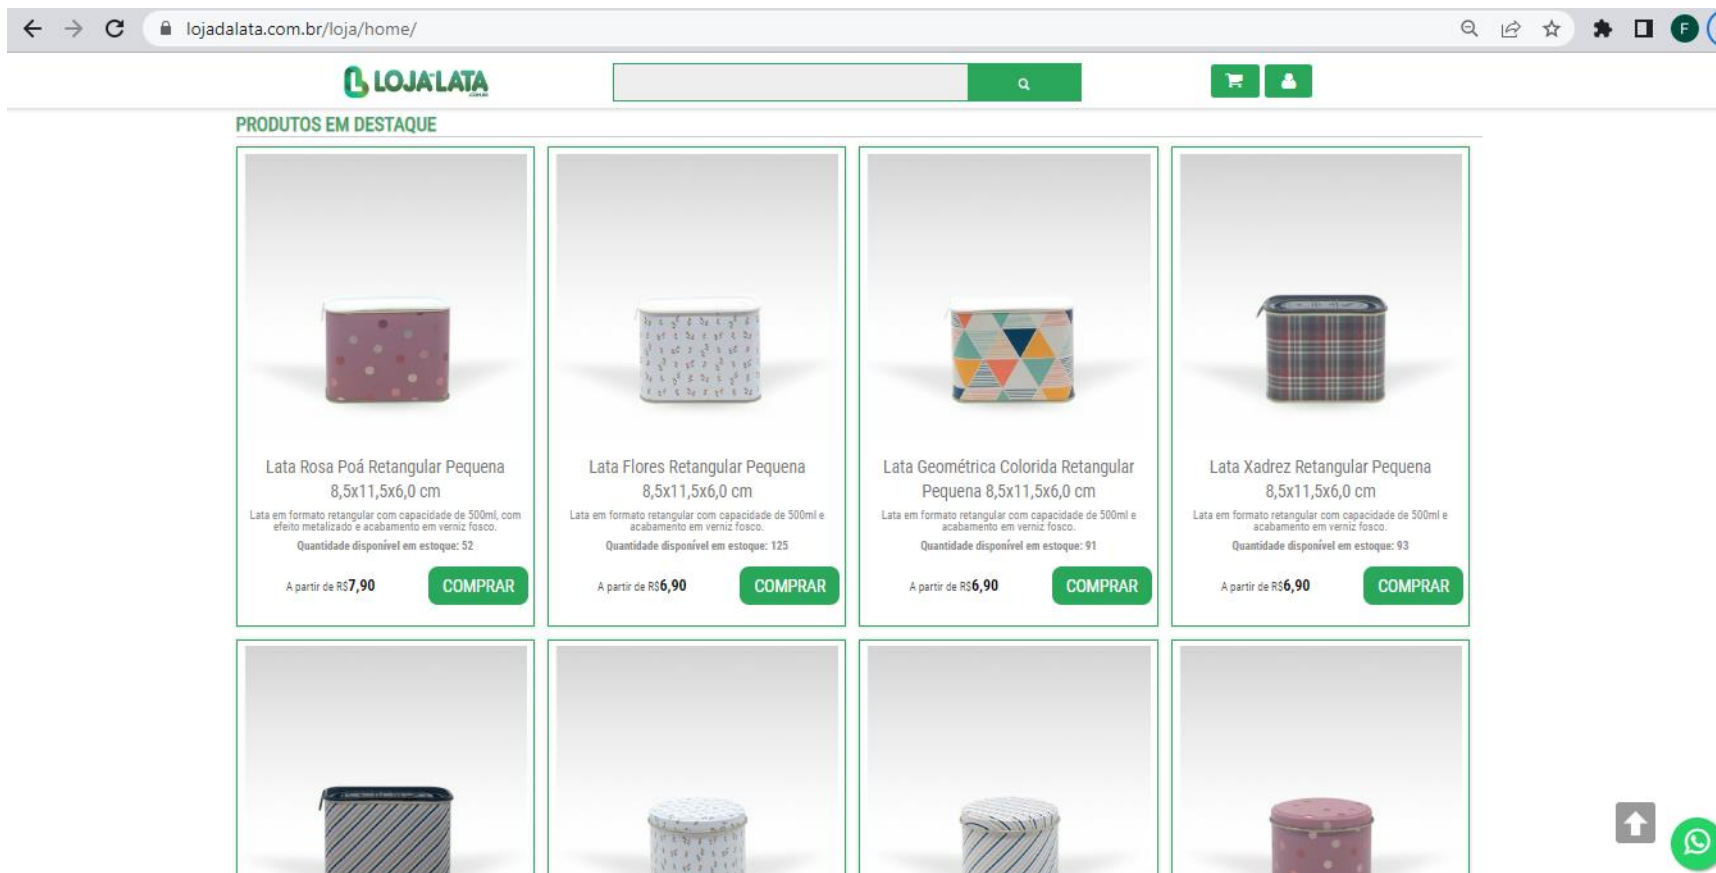 lojadalata.com.br/loja/home/
F
LOJA LATA
PRODUTOS EM DESTAQUE
Lata Rosa Poá Retangular Pequena
8,5x11,5x6,0 cm
Lata em formato retangular com capacidade de 500ml, com
efeito metalizado e acabamento em verniz fosco.
Quantidade disponível em estoque: 52
A partir de R$7,90
COMPRAR
Lata Flores Retangular Pequena
8,5x11,5x6,0 cm
Lata em formato retangular com capacidade de 500ml e
acabamento em verniz fosco.
Quantidade disponível em estoque: 125
A partir de R$6,90
COMPRAR
Lata Geométrica Colorida Retangular
Pequena 8,5x11,5x6,0 cm
Lata em formato retangular com capacidade de 500ml e
acabamento em verniz fosco.
Quantidade disponível em estoque: 91
A partir de R$6,90
COMPRAR
Lata Xadrez Retangular Pequena
8,5x11,5x6,0 cm
Lata em formato retangular com capacidade de 500ml e
acabamento em verniz fosco.
Quantidade disponível em estoque: 93
A partir de R$6,90
COMPRAR